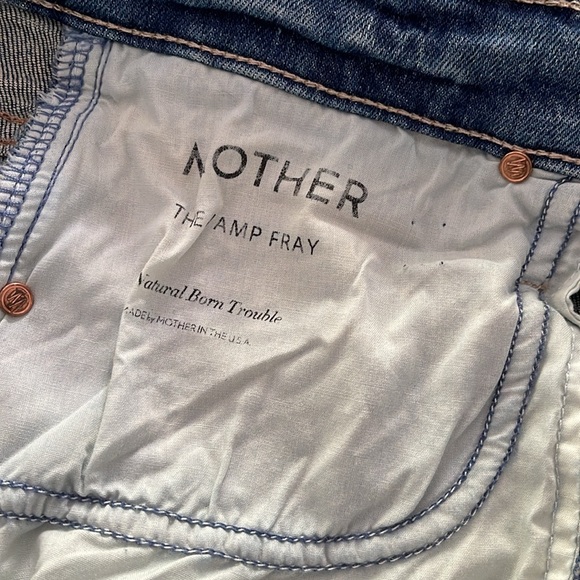 MOTHER
THE VAMP FRAY
Natural Born Trouble
MADE by MOTHER IN THE U.S.A.